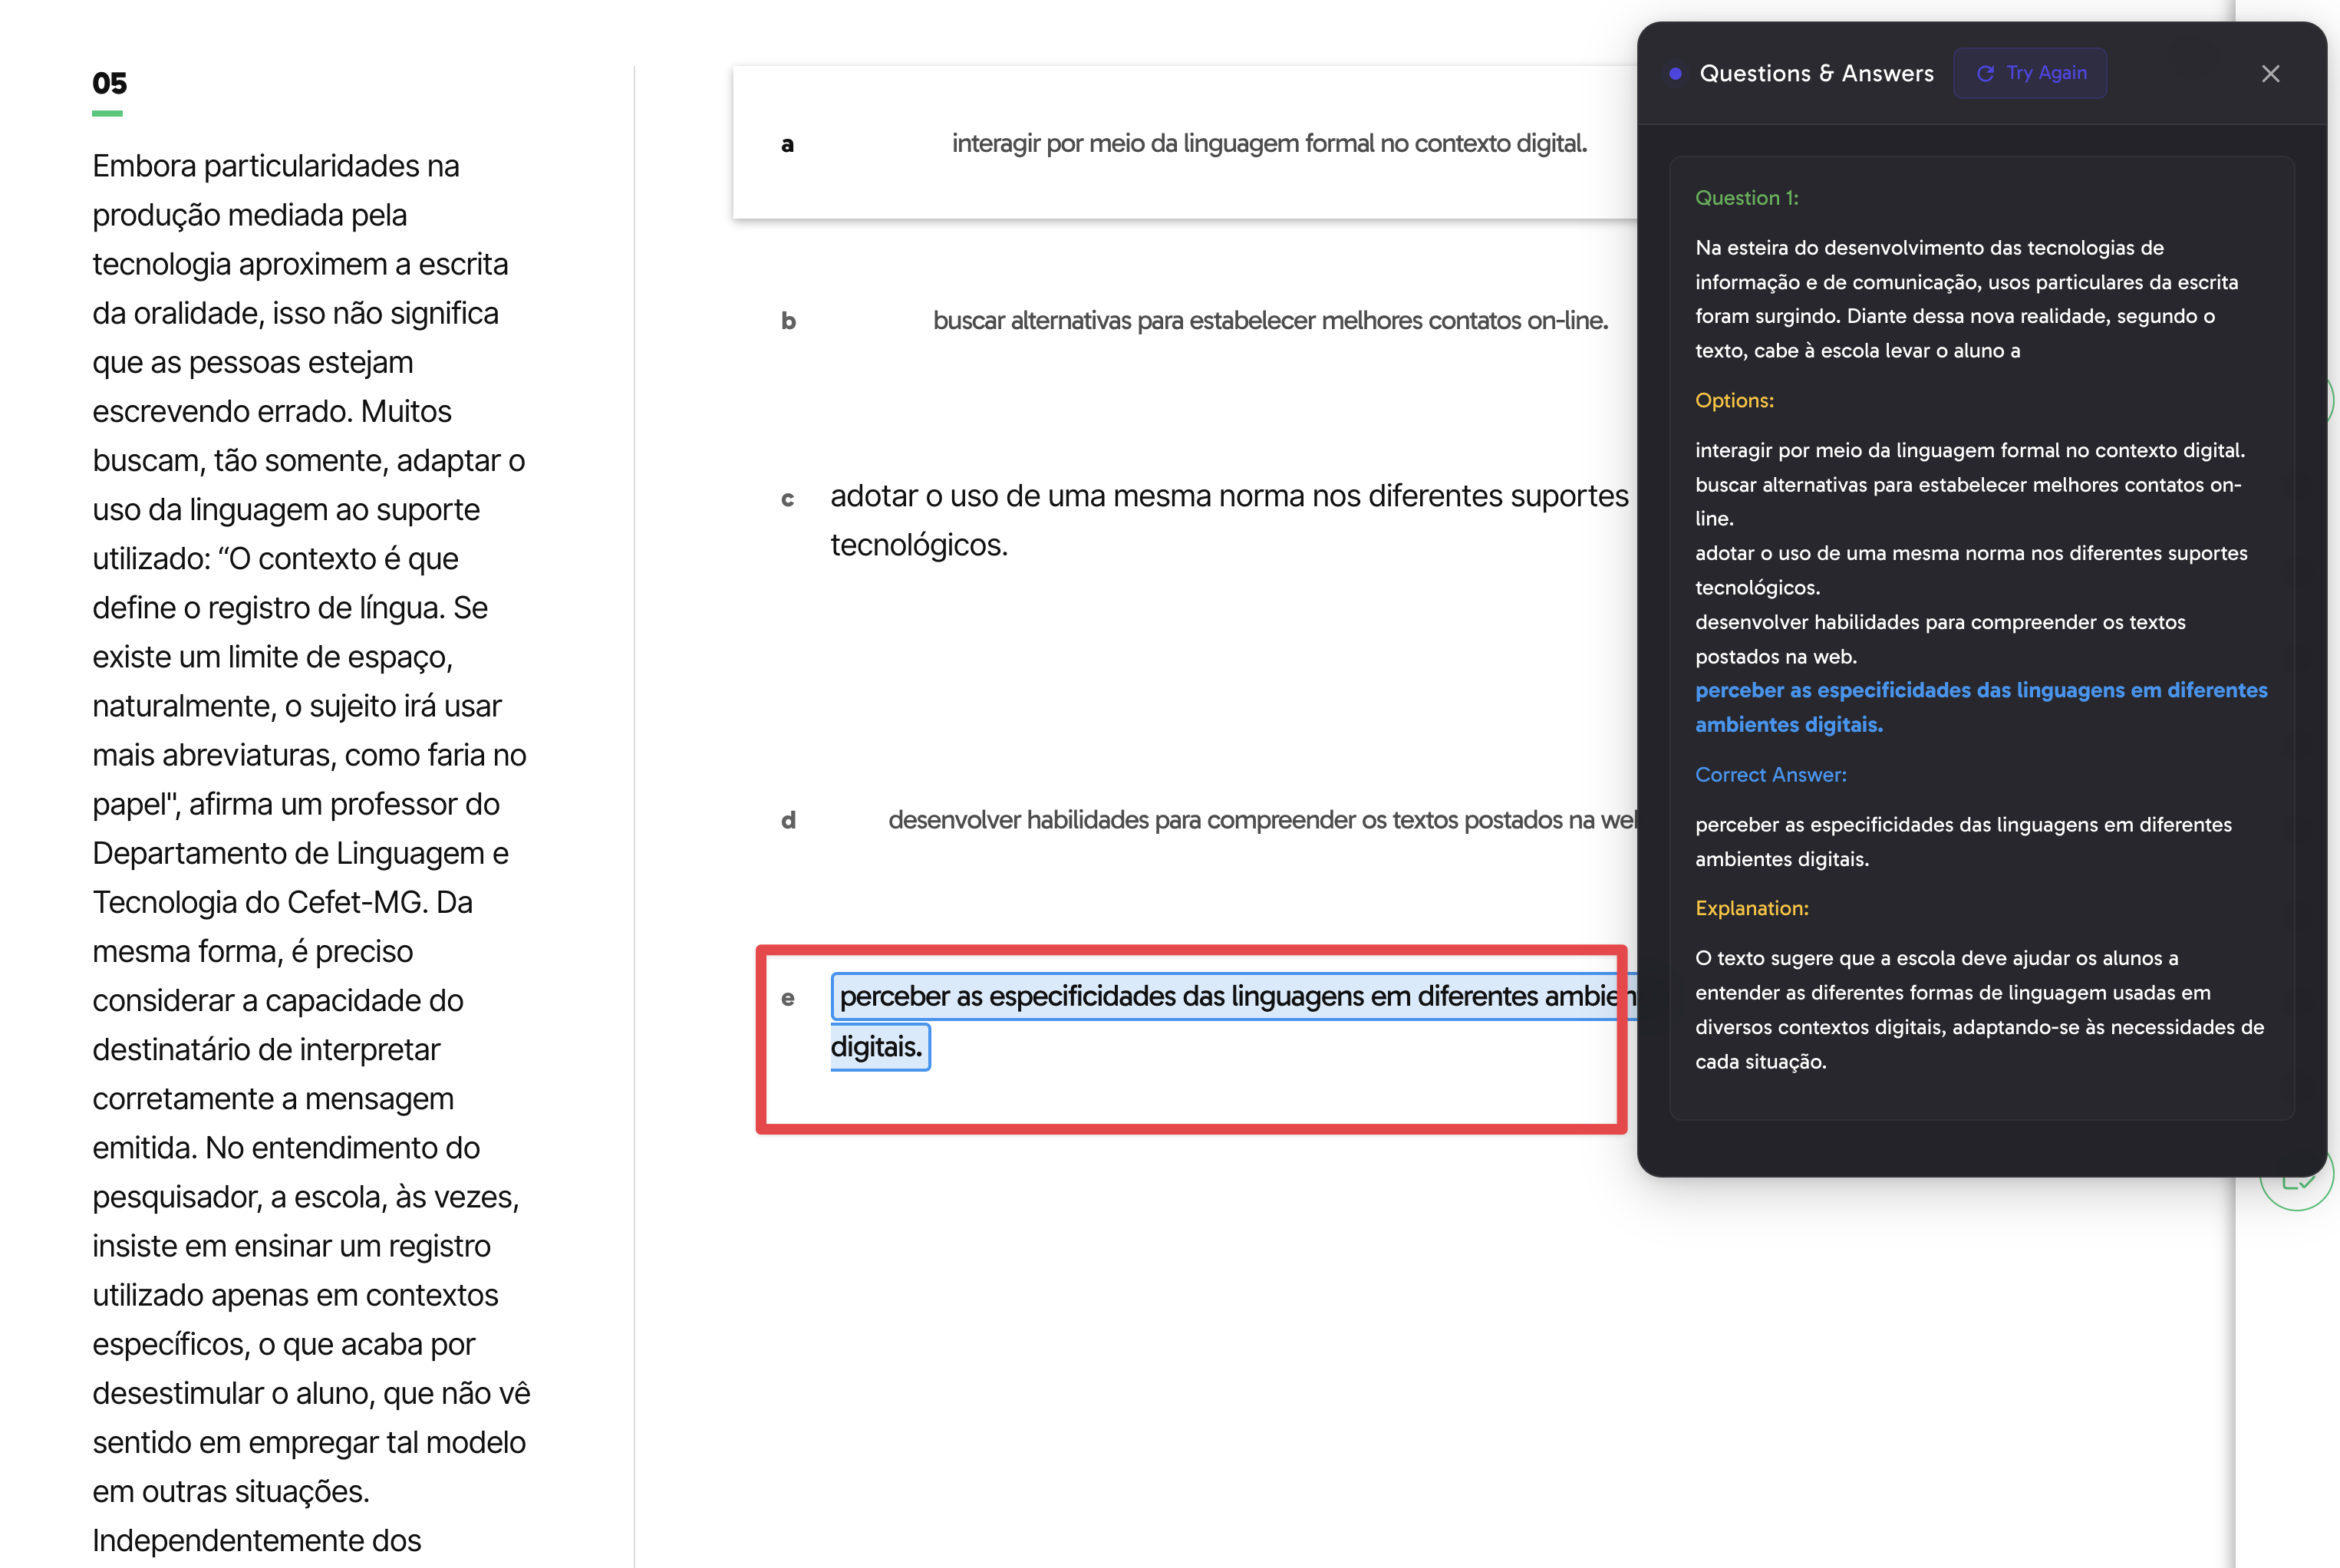 05
Embora particularidades na
produção mediada pela
tecnologia aproximem a escrita
da oralidade, isso não significa
que as pessoas estejam
escrevendo errado. Muitos
buscam, tão somente, adaptar o
uso da linguagem ao suporte
utilizado: “O contexto é que
define o registro de língua. Se
existe um limite de espaço,
naturalmente, o sujeito irá usar
mais abreviaturas, como faria no
papel", afirma um professor do
Departamento de Linguagem e
Tecnologia do Cefet-MG. Da
mesma forma, é preciso
considerar a capacidade do
destinatário de interpretar
corretamente a mensagem
emitida. No entendimento do
pesquisador, a escola, às vezes,
insiste em ensinar um registro
utilizado apenas em contextos
específicos, o que acaba por
desestimular o aluno, que não vê
sentido em empregar tal modelo
em outras situações.
Independentemente dos
a interagir por meio da linguagem formal no contexto digital.
b buscar alternativas para estabelecer melhores contatos on-line.
c adotar o uso de uma mesma norma nos diferentes suportes
tecnológicos.
d desenvolver habilidades para compreender os textos postados na
e perceber as especificidades das linguagens em diferentes
digitais.
Questions & Answers Try Again
Question 1:
Na esteira do desenvolvimento das tecnologias de
informação e de comunicação, usos particulares da escrita
foram surgindo. Diante dessa nova realidade, segundo o
texto, cabe à escola levar o aluno a
Options:
interagir por meio da linguagem formal no contexto digital.
buscar alternativas para estabelecer melhores contatos on-
line.
adotar o uso de uma mesma norma nos diferentes suportes
tecnológicos.
desenvolver habilidades para compreender os textos
postados na web.
perceber as especificidades das linguagens em diferentes
ambientes digitais.
Correct Answer:
perceber as especificidades das linguagens em diferentes
ambientes digitais.
Explanation:
O texto sugere que a escola deve ajudar os alunos a
entender as diferentes formas de linguagem usadas em
diversos contextos digitais, adaptando-se às necessidades de
cada situação.